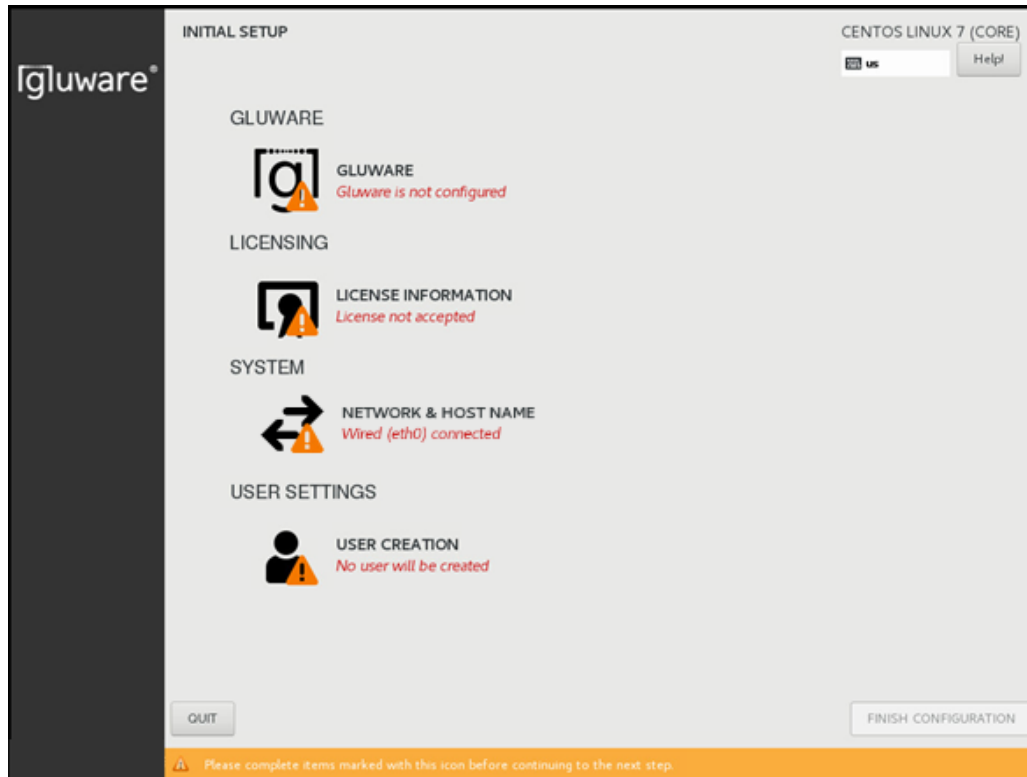 INITIAL SETUP
CENTOS LINUX 7 (CORE)
us
Help!
gluware®
GLUWARE
g
GLUWARE
Gluware is not configured
LICENSING
LICENSE INFORMATION
License not accepted
SYSTEM
NETWORK & HOST NAME
Wired (eth0) connected
USER SETTINGS
USER CREATION
No user will be created
QUIT
FINISH CONFIGURATION
Please complete items marked with this icon before continuing to the next step.